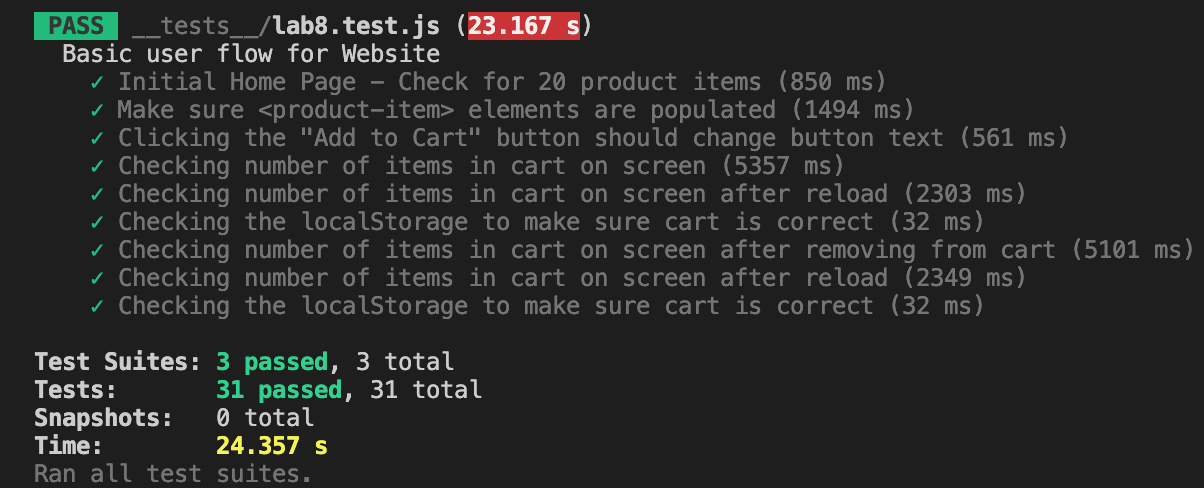 PASS __tests__/lab8.test.js (23.167 s)
Basic user flow for Website
✓ Initial Home Page – Check for 20 product items (850 ms)
✓ Make sure <product-item> elements are populated (1494 ms)
✓ Clicking the "Add to Cart" button should change button text (561 ms)
✓ Checking number of items in cart on screen (5357 ms)
✓ Checking number of items in cart on screen after reload (2303 ms)
✓ Checking the localStorage to make sure cart is correct (32 ms)
✓ Checking number of items in cart on screen after removing from cart (5101 ms)
✓ Checking number of items in cart on screen after reload (2349 ms)
✓ Checking the localStorage to make sure cart is correct (32 ms)
Test Suites: 3 passed, 3 total
Tests: 31 passed, 31 total
Snapshots: 0 total
Time: 24.357 s
Ran all test suites.